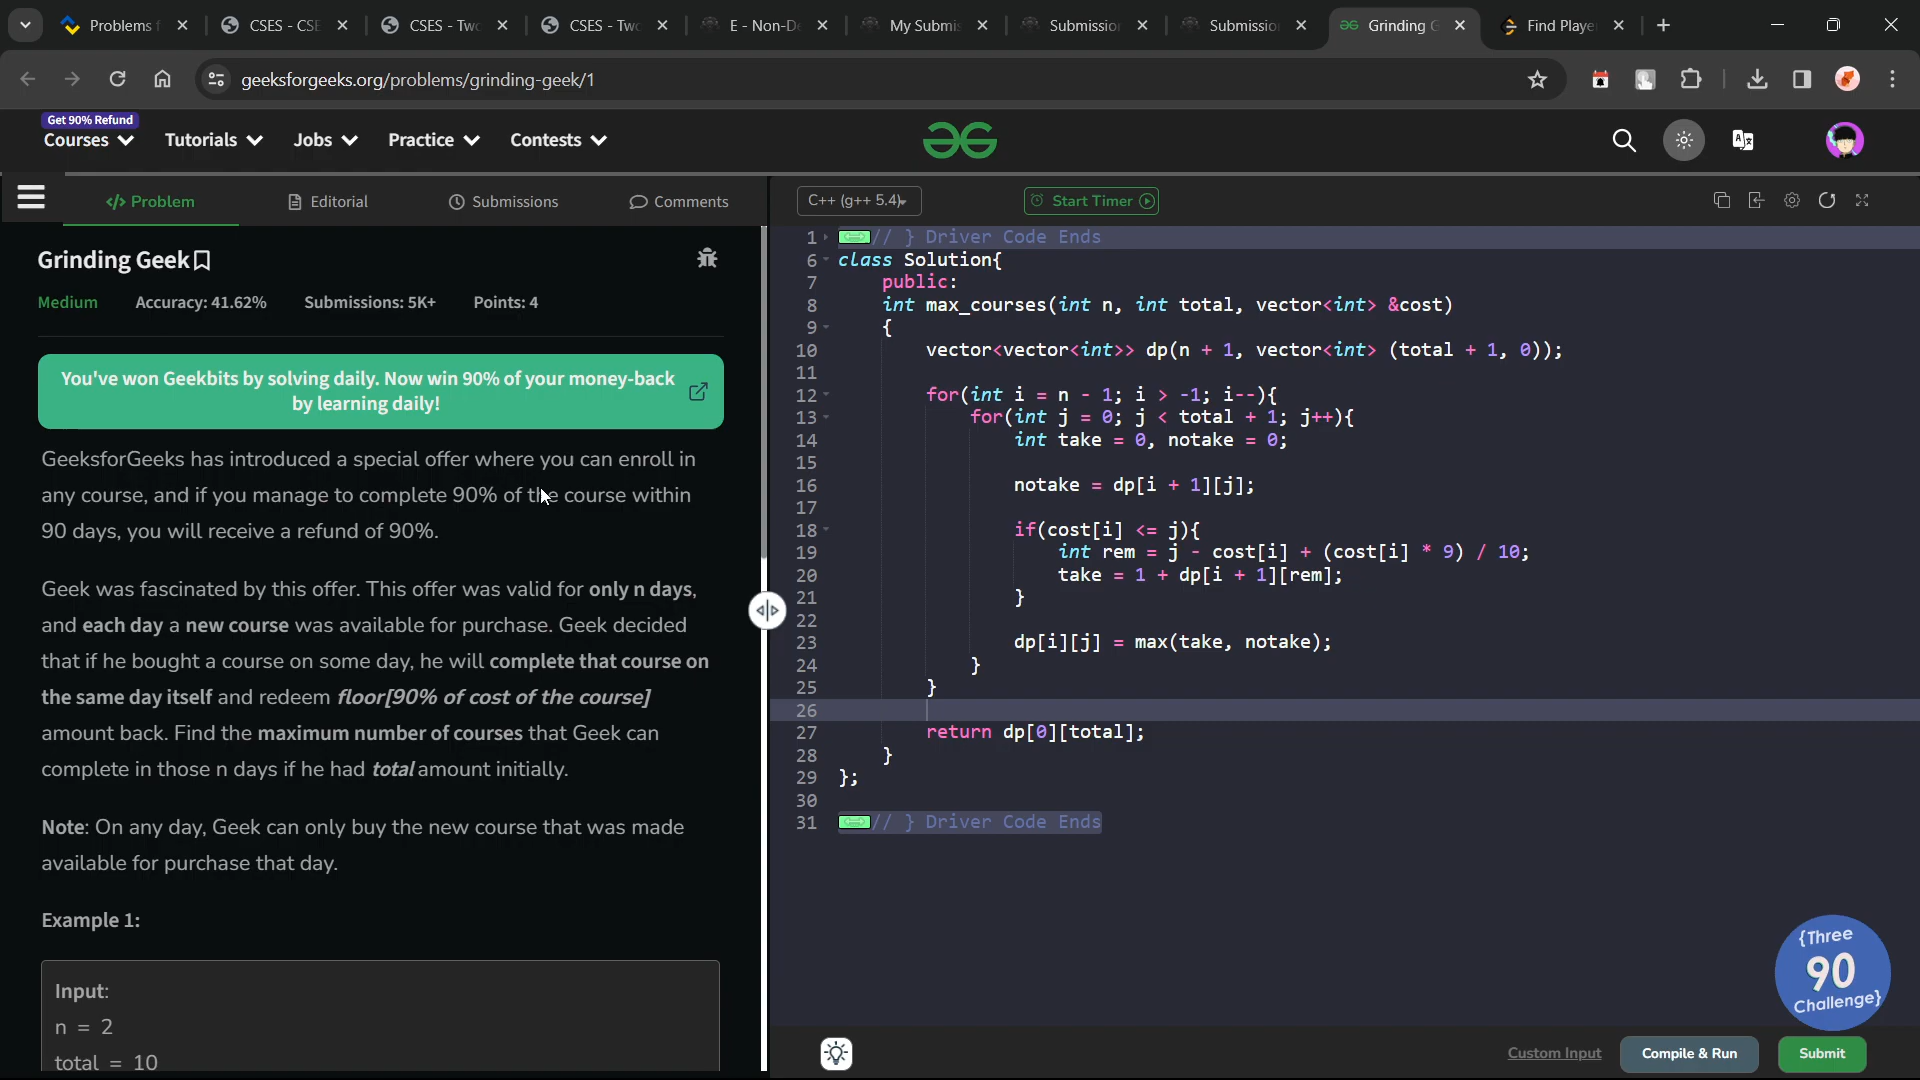 Problems f
CSES - CSE
CSES - Two
CSES - Two
E - Non-De
My Submis
Submission
Submission
Grinding G
Find Playe
geeksforgeeks.org/problems/grinding-geek/1
Get 90% Refund
Courses
Tutorials
Jobs
Practice
Contests
</> Problem
Editorial
Submissions
Comments
C++ (g++ 5.4)
Start Timer
Grinding Geek
Medium
Accuracy: 41.62%
Submissions: 5K+
Points: 4
You've won Geekbits by solving daily. Now win 90% of your money-back
by learning daily!
GeeksforGeeks has introduced a special offer where you can enroll in
any course, and if you manage to complete 90% of the course within
90 days, you will receive a refund of 90%.
Geek was fascinated by this offer. This offer was valid for only n days,
and each day a new course was available for purchase. Geek decided
that if he bought a course on some day, he will complete that course on
the same day itself and redeem floor[90% of cost of the course]
amount back. Find the maximum number of courses that Geek can
complete in those n days if he had total amount initially.
Note: On any day, Geek can only buy the new course that was made
available for purchase that day.
Example 1:
Input:
n = 2
total = 10
1 // } Driver Code Ends
6 class Solution{
7 public:
8 int max_courses(int n, int total, vector<int> &cost)
9 {
10 vector<vector<int>> dp(n + 1, vector<int> (total + 1, 0));
11
12 for(int i = n - 1; i > -1; i--){
13 for(int j = 0; j < total + 1; j++){
14 int take = 0, notake = 0;
15
16 notake = dp[i + 1][j];
17
18 if(cost[i] <= j){
19 int rem = j - cost[i] + (cost[i] * 9) / 10;
20 take = 1 + dp[i + 1][rem];
21 }
22
23 dp[i][j] = max(take, notake);
24 }
25 }
26
27 return dp[0][total];
28 }
29 };
30
31 // } Driver Code Ends
{Three
90
Challenge}
Custom Input
Compile & Run
Submit